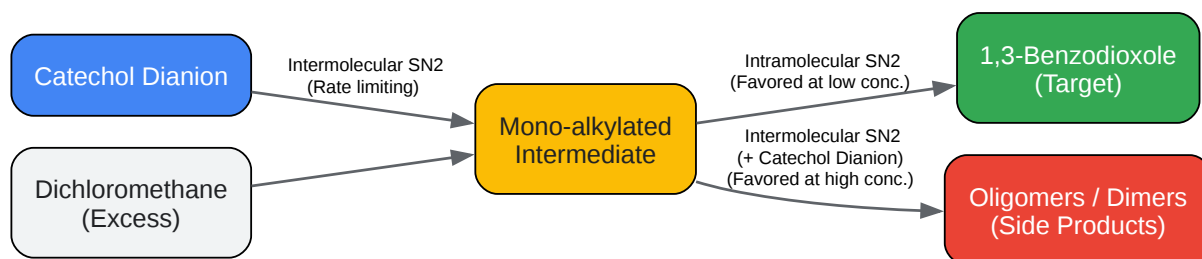 Catechol Dianion
Dichloromethane
(Excess)
Intermolecular SN2
(Rate limiting)
Mono-alkylated
Intermediate
Intramolecular SN2
(Favored at low conc.)
Intermolecular SN2
(+ Catechol Dianion)
(Favored at high conc.)
1,3-Benzodioxole
(Target)
Oligomers / Dimers
(Side Products)